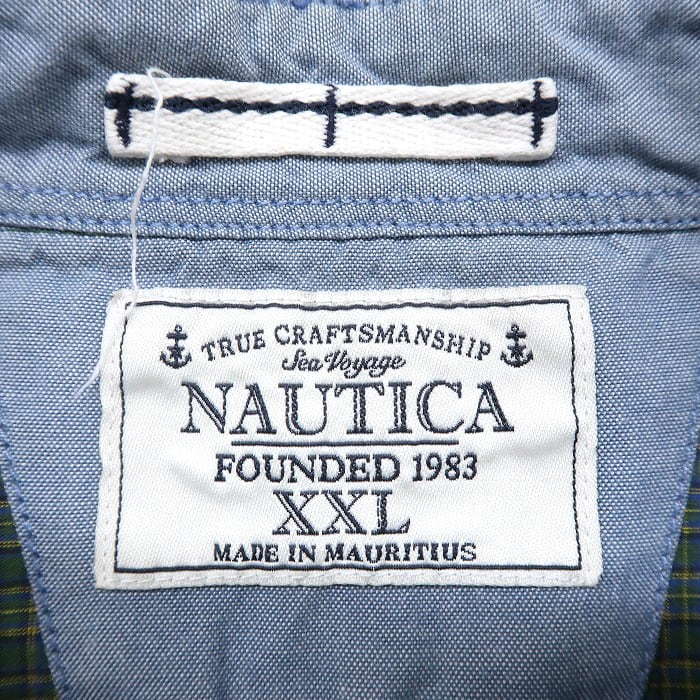 TRUE CRAFTSMANSHIP
Sea Voyage
NAUTICA
FOUNDED 1983
XXL
MADE IN MAURITIUS